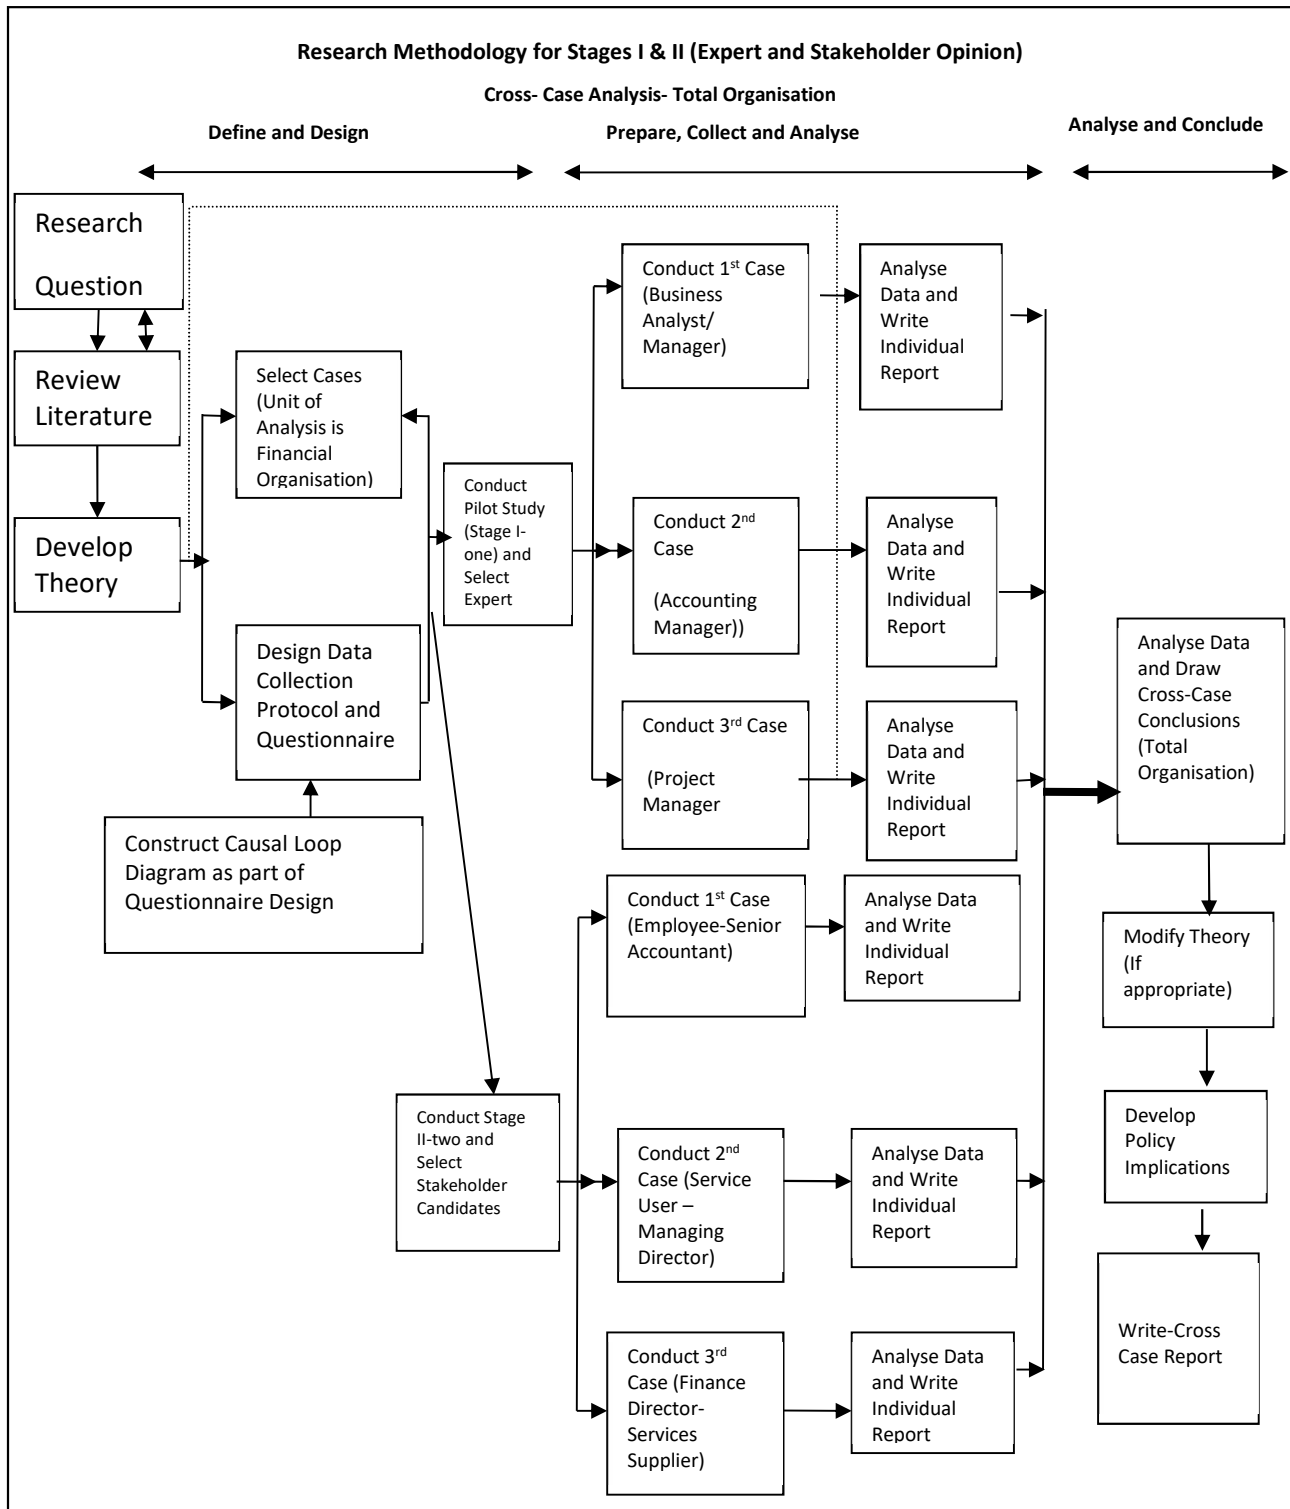 Research Methodology for Stages I & II (Expert and Stakeholder Opinion)
Cross- Case Analysis- Total Organisation
Define and Design
Prepare, Collect and Analyse
Analyse and Conclude
Research
Question
Review
Literature
Develop
Theory
Select Cases
(Unit of
Analysis is
Financial
Organisation)
Design Data
Collection
Protocol and
Questionnaire
Construct Causal Loop
Diagram as part of
Questionnaire Design
Conduct
Pilot Study
(Stage I-
one) and
Select
Expert
Conduct 1st Case
(Business
Analyst/
Manager)
Analyse
Data and
Write
Individual
Report
Conduct 2nd
Case
(Accounting
Manager))
Analyse
Data and
Write
Individual
Report
Conduct 3rd Case
(Project
Manager
Analyse
Data and
Write
Individual
Report
Conduct Stage
II-two and
Select
Stakeholder
Candidates
Conduct 1st Case
(Employee-Senior
Accountant)
Analyse Data
and Write
Individual
Report
Conduct 2nd
Case (Service
User –
Managing
Director)
Analyse Data
and Write
Individual
Report
Conduct 3rd
Case (Finance
Director-
Services
Supplier)
Analyse Data
and Write
Individual
Report
Analyse Data
and Draw
Cross-Case
Conclusions
(Total
Organisation)
Modify Theory
(If
appropriate)
Develop
Policy
Implications
Write-Cross
Case Report